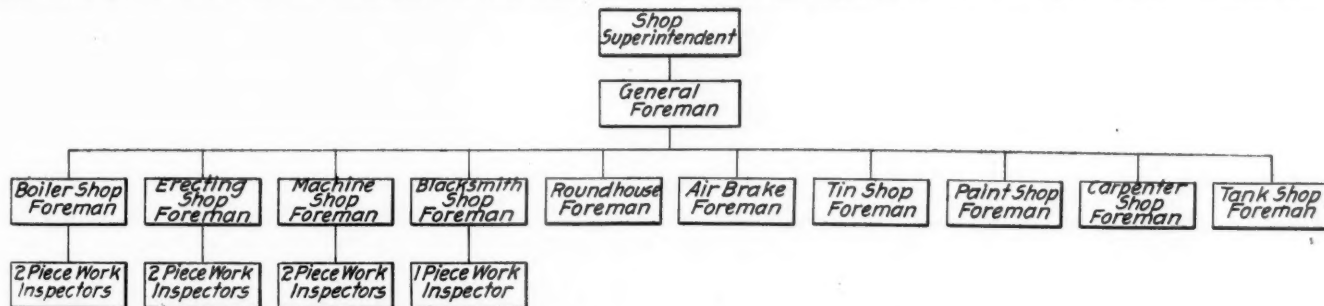 Shop
Superintendent
General
Foreman
Boiler Shop
Foreman
Erecting
Shop
Foreman
Machine
Shop
Foreman
Blacksmith
Shop
Foreman
Roundhouse
Foreman
Air Brake
Foreman
Tin Shop
Foreman
Paint Shop
Foreman
Carpenter
Shop
Foreman
Tank Shop
Foreman
2 Piece Work
Inspectors
2 Piece Work
Inspectors
2 Piece Work
Inspectors
1 Piece Work
Inspector